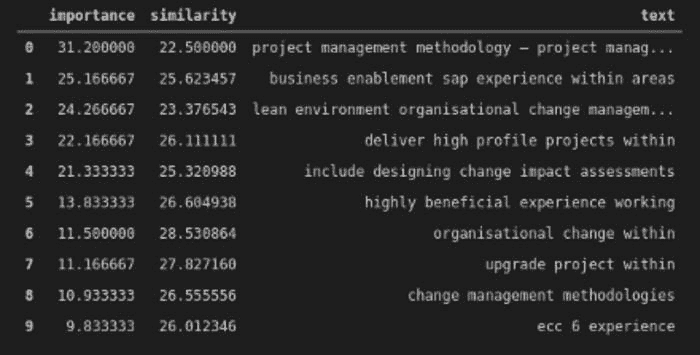 importance similarity text
0 31.200000 22.500000 project management methodology – project manag...
1 25.166667 25.623457 business enablement sap experience within areas
2 24.266667 23.376543 lean environment organisational change managem...
3 22.166667 26.111111 deliver high profile projects within
4 21.333333 25.320988 include designing change impact assessments
5 13.833333 26.604938 highly beneficial experience working
6 11.500000 28.530864 organisational change within
7 11.166667 27.827160 upgrade project within
8 10.933333 26.555556 change management methodologies
9 9.833333 26.012346 ecc 6 experience